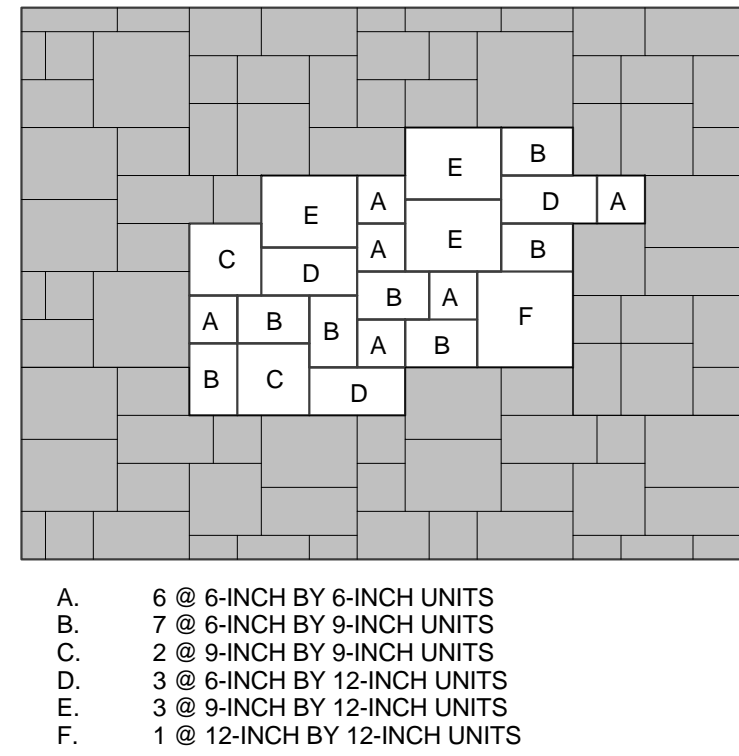 E B
E A D A
C A E B
D
B A F
A B B A B
B C D
A. 6 @ 6-INCH BY 6-INCH UNITS
B. 7 @ 6-INCH BY 9-INCH UNITS
C. 2 @ 9-INCH BY 9-INCH UNITS
D. 3 @ 6-INCH BY 12-INCH UNITS
E. 3 @ 9-INCH BY 12-INCH UNITS
F. 1 @ 12-INCH BY 12-INCH UNITS